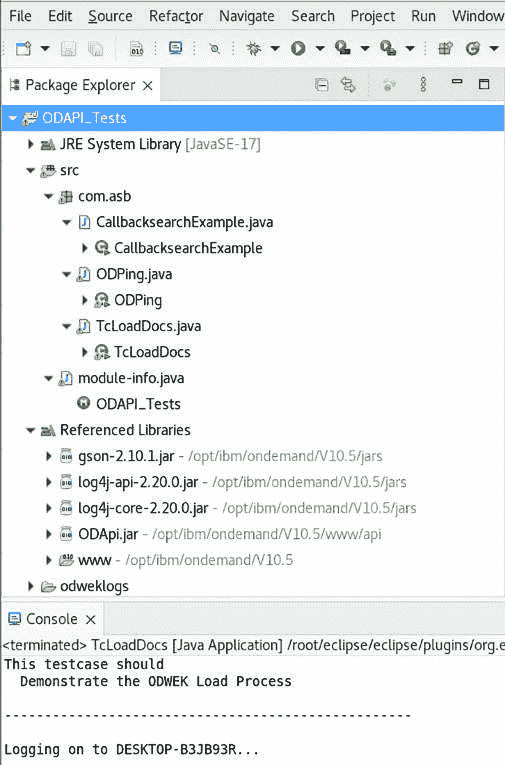 File Edit Source Refactor Navigate Search Project Run Window
Package Explorer
ODAPI_Tests
JRE System Library [JavaSE-17]
src
com.asb
CallbacksearchExample.java
CallbacksearchExample
ODPing.java
ODPing
TcLoadDocs.java
TcLoadDocs
module-info.java
ODAPI_Tests
Referenced Libraries
gson-2.10.1.jar - /opt/ibm/ondemand/V10.5/jars
log4j-api-2.20.0.jar - /opt/ibm/ondemand/V10.5/jars
log4j-core-2.20.0.jar - /opt/ibm/ondemand/V10.5/jars
ODApi.jar - /opt/ibm/ondemand/V10.5/www/api
www - /opt/ibm/ondemand/V10.5
odweklogs
Console
<terminated> TcLoadDocs [Java Application] /root/eclipse/eclipse/plugins/org.e
This testcase should
Demonstrate the ODWEK Load Process
---------------------------------------------------
Logging on to DESKTOP-B3JB93R...